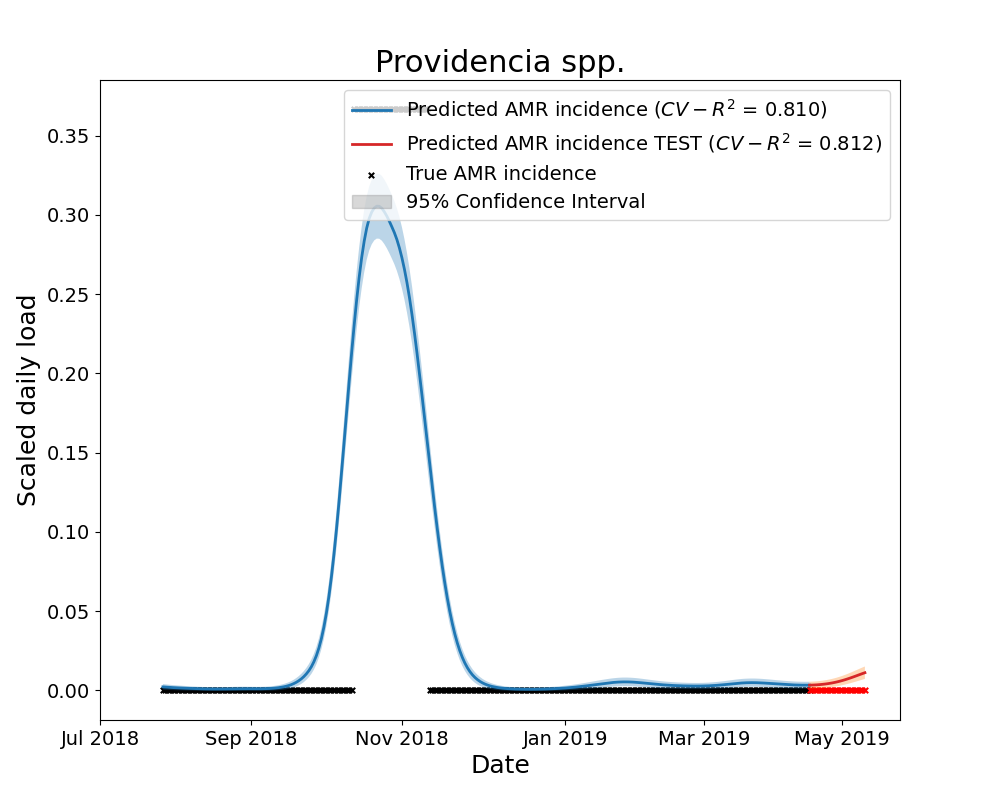 Providencia spp.
Predicted AMR incidence (CV − R² = 0.810)
Predicted AMR incidence TEST (CV − R² = 0.812)
True AMR incidence
95% Confidence Interval
0.35
0.30
0.25
0.20
0.15
0.10
0.05
0.00
Scaled daily load
Jul 2018 Sep 2018 Nov 2018 Jan 2019 Mar 2019 May 2019
Date